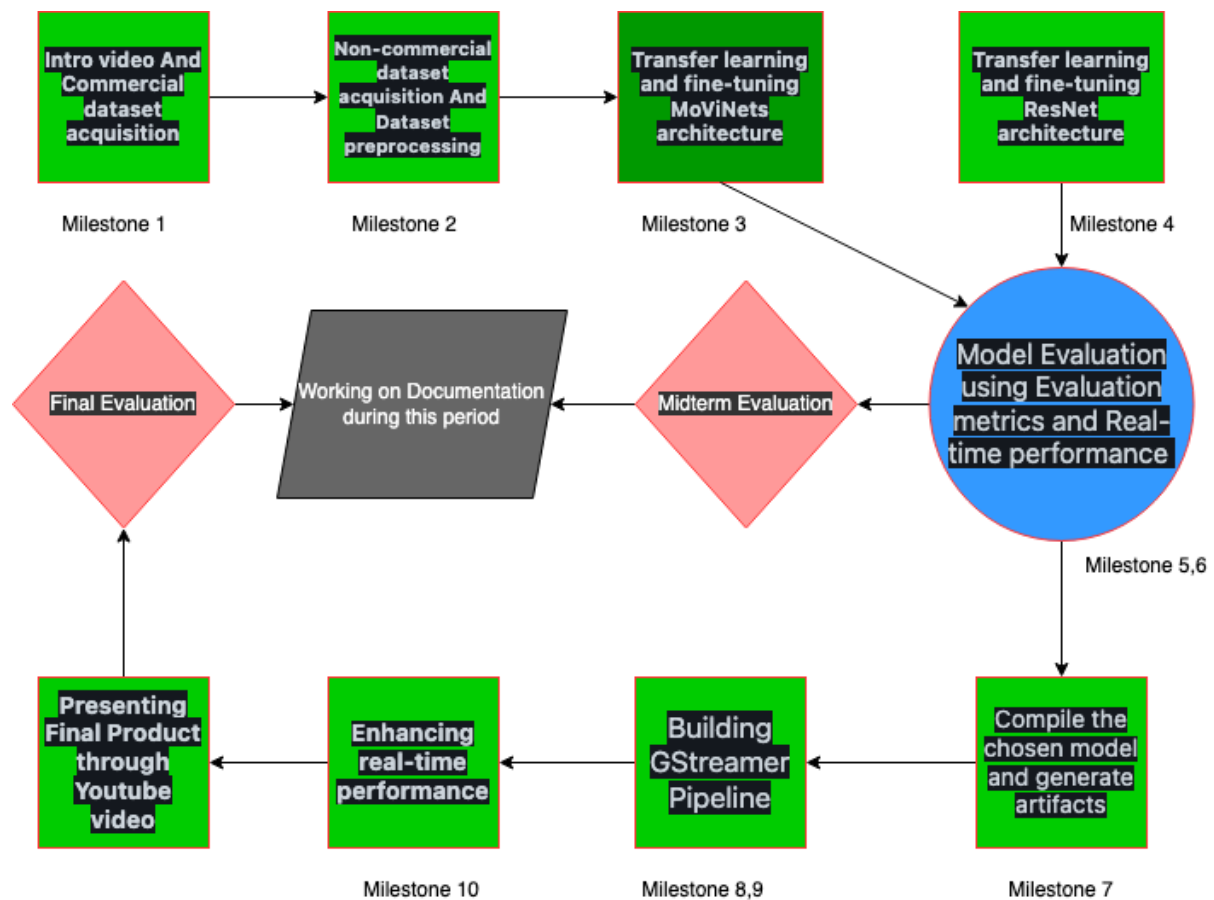 Intro video And
Commercial
dataset
acquisition
Non-commercial
dataset
acquisition And
Dataset
preprocessing
Transfer learning
and fine-tuning
MoViNets
architecture
Transfer learning
and fine-tuning
ResNet
architecture
Milestone 1
Milestone 2
Milestone 3
Milestone 4
Final Evaluation
Working on Documentation
during this period
Midterm Evaluation
Model Evaluation
using Evaluation
metrics and Real-
time performance
Milestone 5,6
Presenting
Final Product
through
Youtube
video
Enhancing
real-time
performance
Building
GStreamer
Pipeline
Compile the
chosen model
and generate
artifacts
Milestone 10
Milestone 8,9
Milestone 7